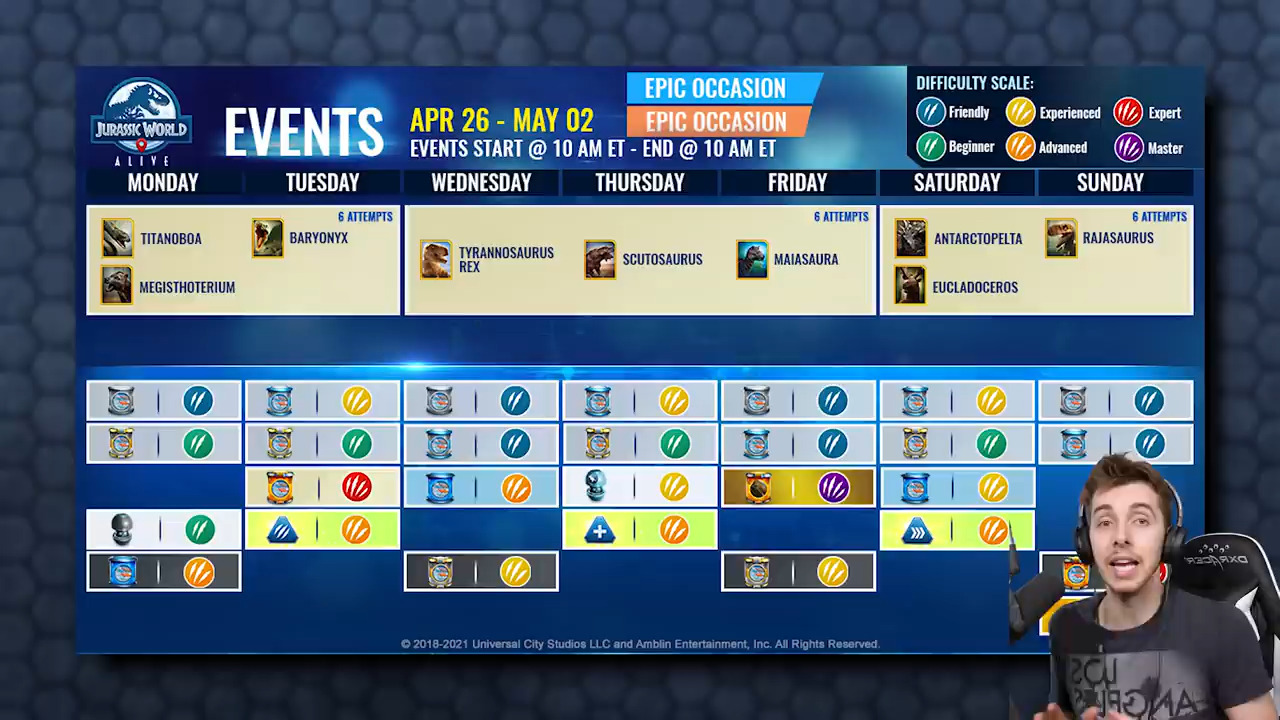 JURASSIC WORLD
ALIVE
EVENTS
APR 26 - MAY 02
EVENTS START @ 10 AM ET - END @ 10 AM ET
EPIC OCCASION
EPIC OCCASION
DIFFICULTY SCALE:
Friendly
Experienced
Expert
Beginner
Advanced
Master
MONDAY
TUESDAY
WEDNESDAY
THURSDAY
FRIDAY
SATURDAY
SUNDAY
6 ATTEMPTS
TITANOBOA
BARYONYX
MEGISTHOTERIUM
6 ATTEMPTS
TYRANNOSAURUS
REX
SCUTOSAURUS
MAIASAURA
6 ATTEMPTS
ANTARCTOPELTA
RAJASAURUS
EUCLADOCEROS
© 2018-2021 Universal City Studios LLC and Amblin Entertainment, Inc. All Rights Reserved.
DXRACER
LOS